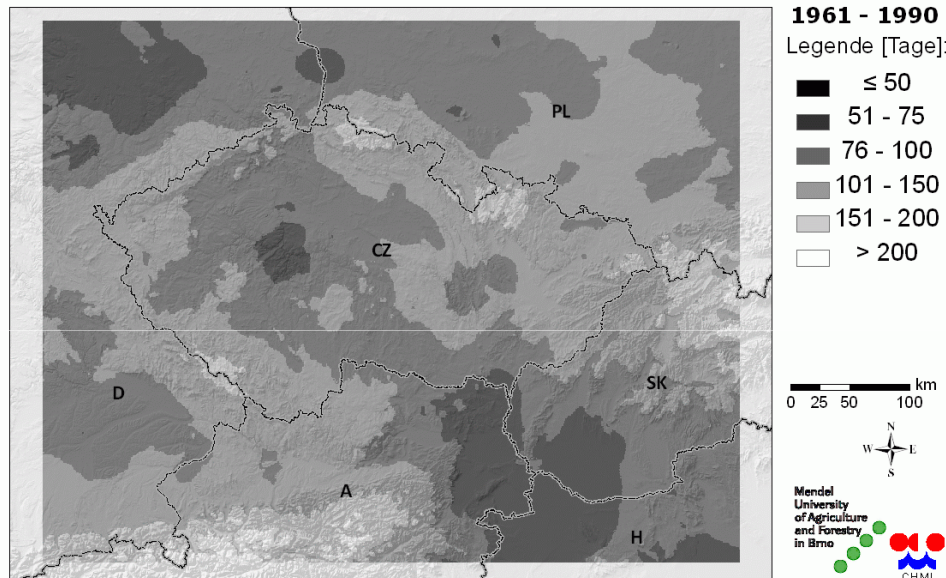 1961 - 1990
Legende [Tage]:
≤ 50
51 - 75
76 - 100
101 - 150
151 - 200
> 200
PL
CZ
D
SK
A
H
km
0 25 50 100
N
W E
S
Mendel
University
of Agriculture
and Forestry
in Brno
CHMI